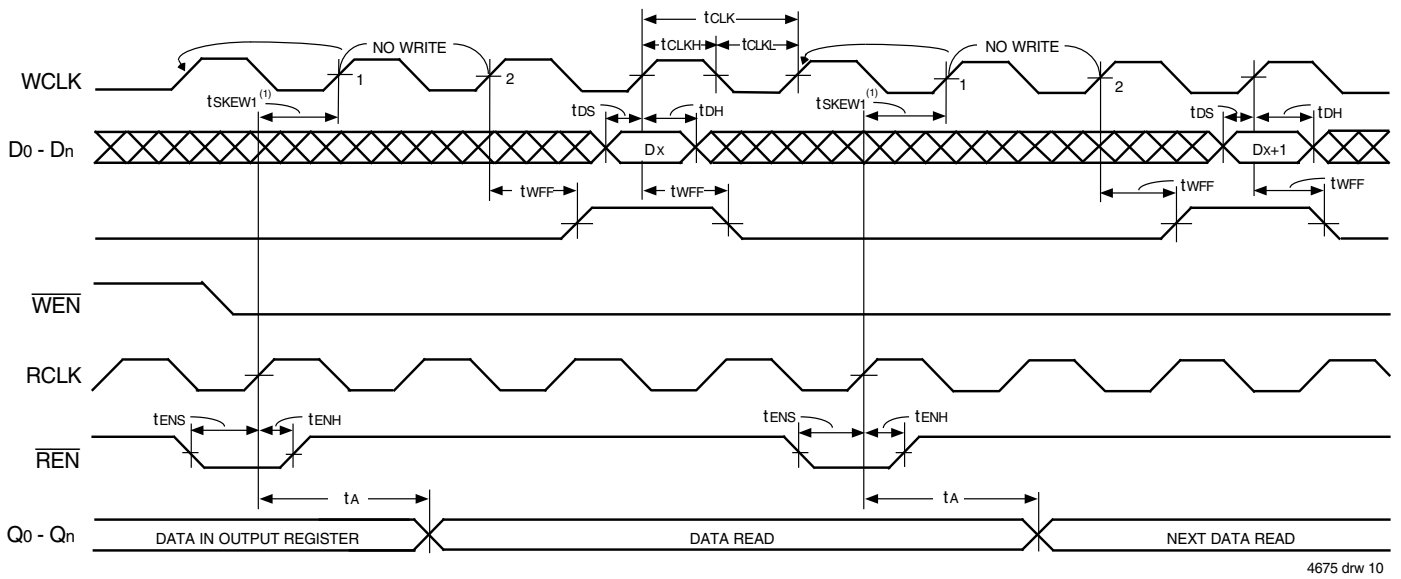 tCLK
NO WRITE
tCLKH
tCLKL
NO WRITE
WCLK
1
2
1
2
tSKEW1(1)
tDS
tDH
tSKEW1(1)
tDS
tDH
D0 - Dn
DX
DX+1
tWFF
tWFF
tWFF
tWFF
WEN
RCLK
tENS
tENH
tENS
tENH
REN
tA
tA
Q0 - Qn
DATA IN OUTPUT REGISTER
DATA READ
NEXT DATA READ
4675 drw 10